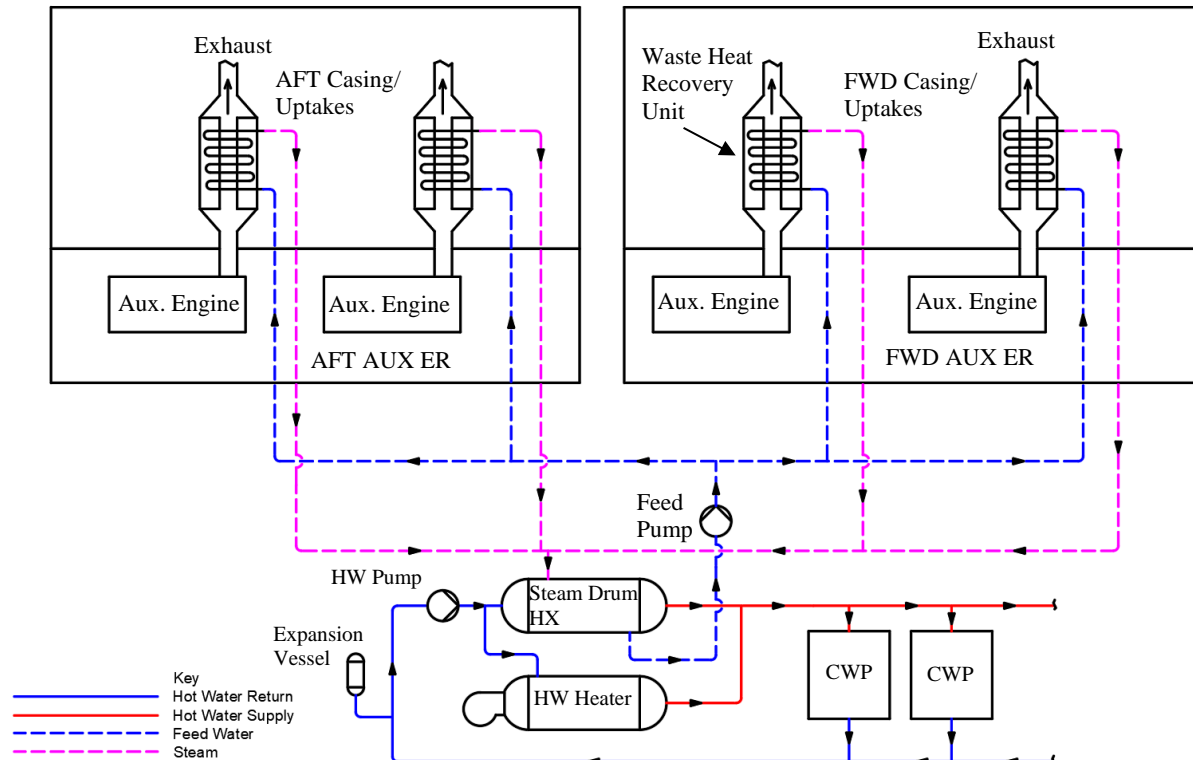 Exhaust
AFT Casing/
Uptakes
Waste Heat
Recovery
Unit
FWD Casing/
Uptakes
Exhaust
Aux. Engine
Aux. Engine
Aux. Engine
Aux. Engine
AFT AUX ER
FWD AUX ER
Feed
Pump
HW Pump
Steam Drum
HX
Expansion
Vessel
HW Heater
CWP
CWP
Key
Hot Water Return
Hot Water Supply
Feed Water
Steam